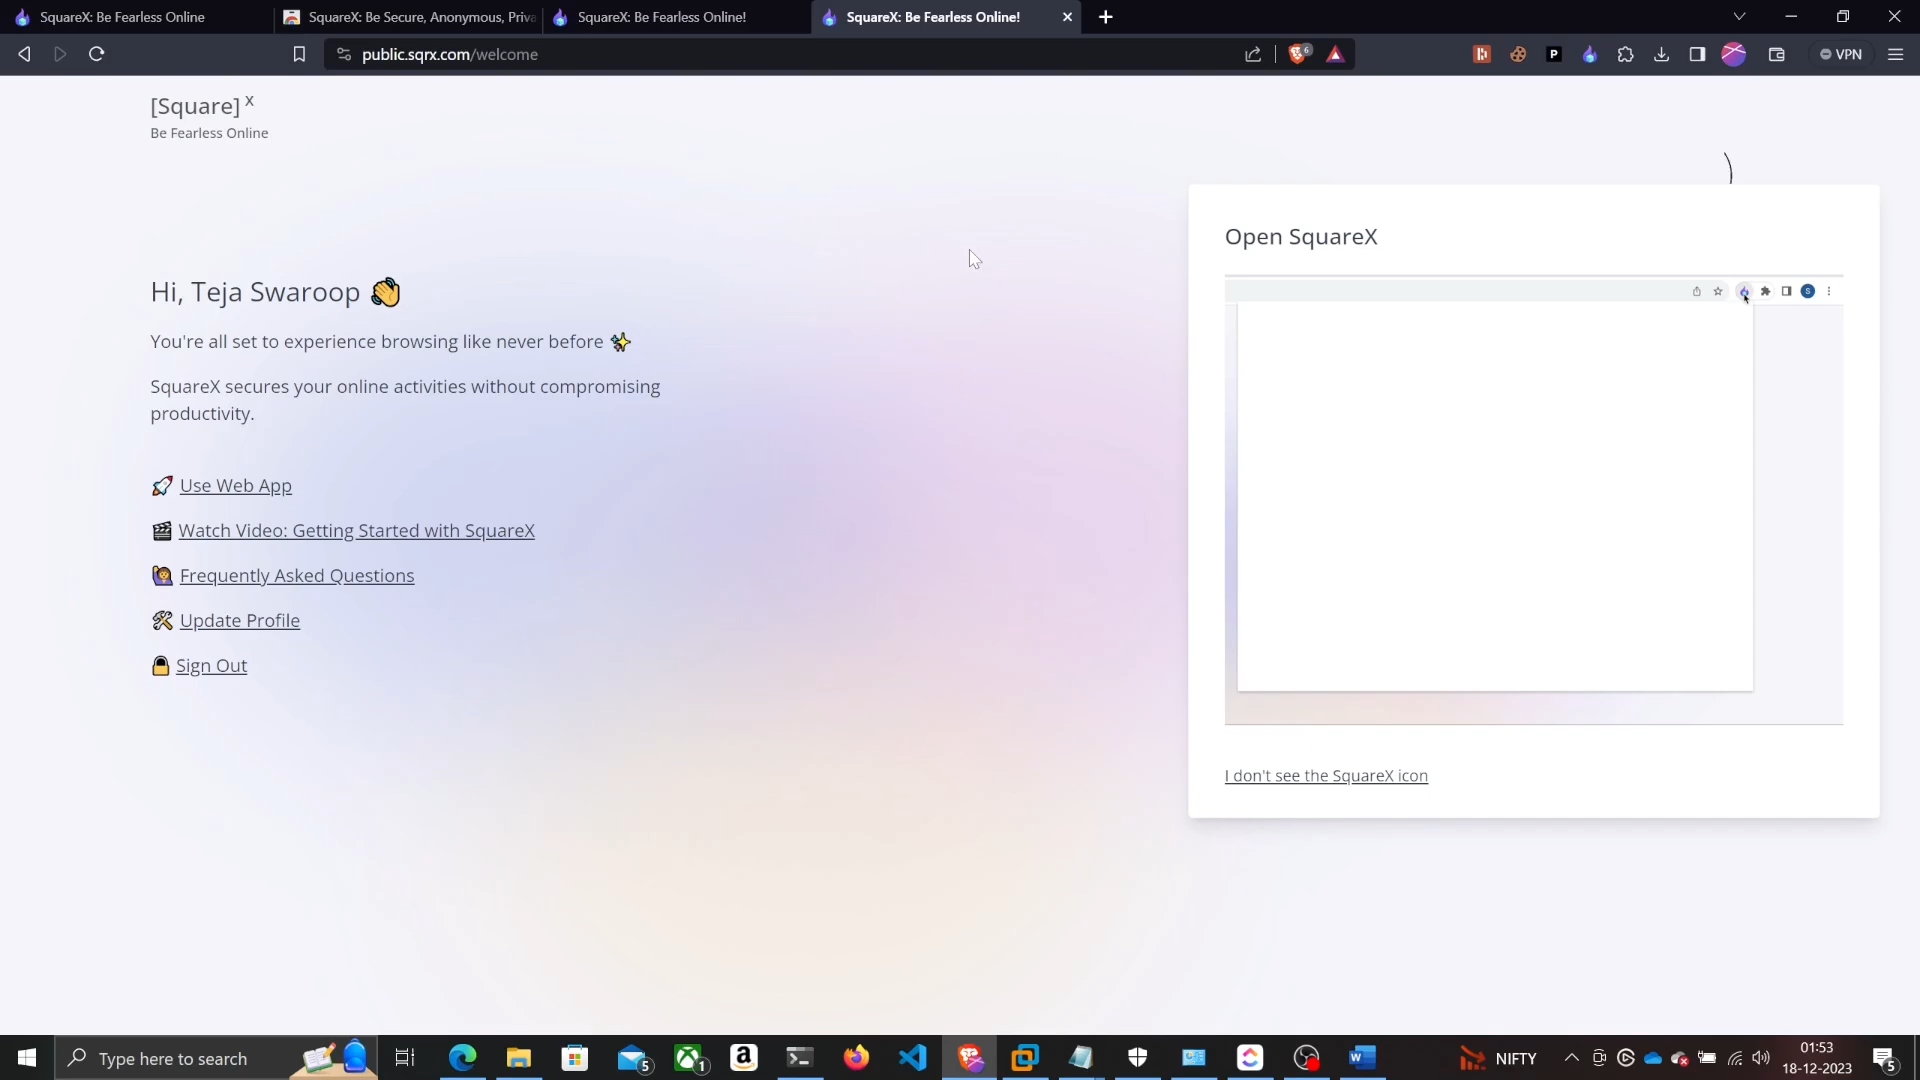 SquareX: Be Fearless Online
SquareX: Be Secure, Anonymous, Priva
SquareX: Be Fearless Online!
SquareX: Be Fearless Online!
public.sqrx.com/welcome
6
P
VPN
[Square] x
Be Fearless Online
Hi, Teja Swaroop
You're all set to experience browsing like never before
SquareX secures your online activities without compromising
productivity.
Use Web App
Watch Video: Getting Started with SquareX
Frequently Asked Questions
Update Profile
Sign Out
Open SquareX
S
I don't see the SquareX icon
Type here to search
5
1
NIFTY
01:53
18-12-2023
5